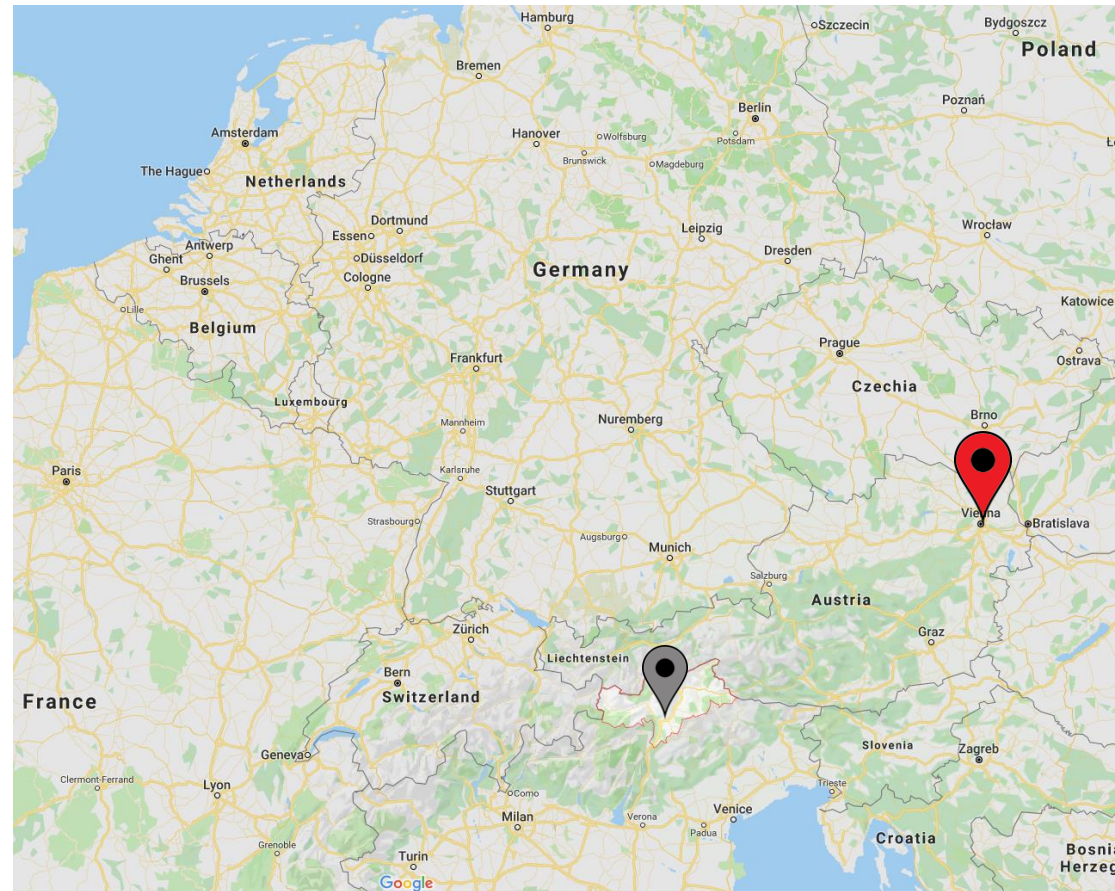 Hamburg
Szczecin
Bydgoszcz
Poland
Bremen
Berlin
Poznań
Amsterdam
Hanover
Wolfsburg
Potsdam
Brunswick
Magdeburg
The Hague
Netherlands
Dortmund
Essen
Leipzig
Wrocław
Antwerp
Ghent
Düsseldorf
Dresden
Cologne
Germany
Brussels
Katowice
Lille
Belgium
Prague
Ostrava
Frankfurt
Czechia
Luxembourg
Mannheim
Nuremberg
Brno
Paris
Karlsruhe
Stuttgart
Strasbourg
Bratislava
Augsburg
Munich
Salzburg
Austria
Zürich
Graz
Liechtenstein
Bern
Switzerland
France
Geneva
Slovenia
Zagreb
Clermont-Ferrand
Lyon
Trieste
Como
Milan
Verona
Venice
Padua
Croatia
Grenoble
Turin
Google